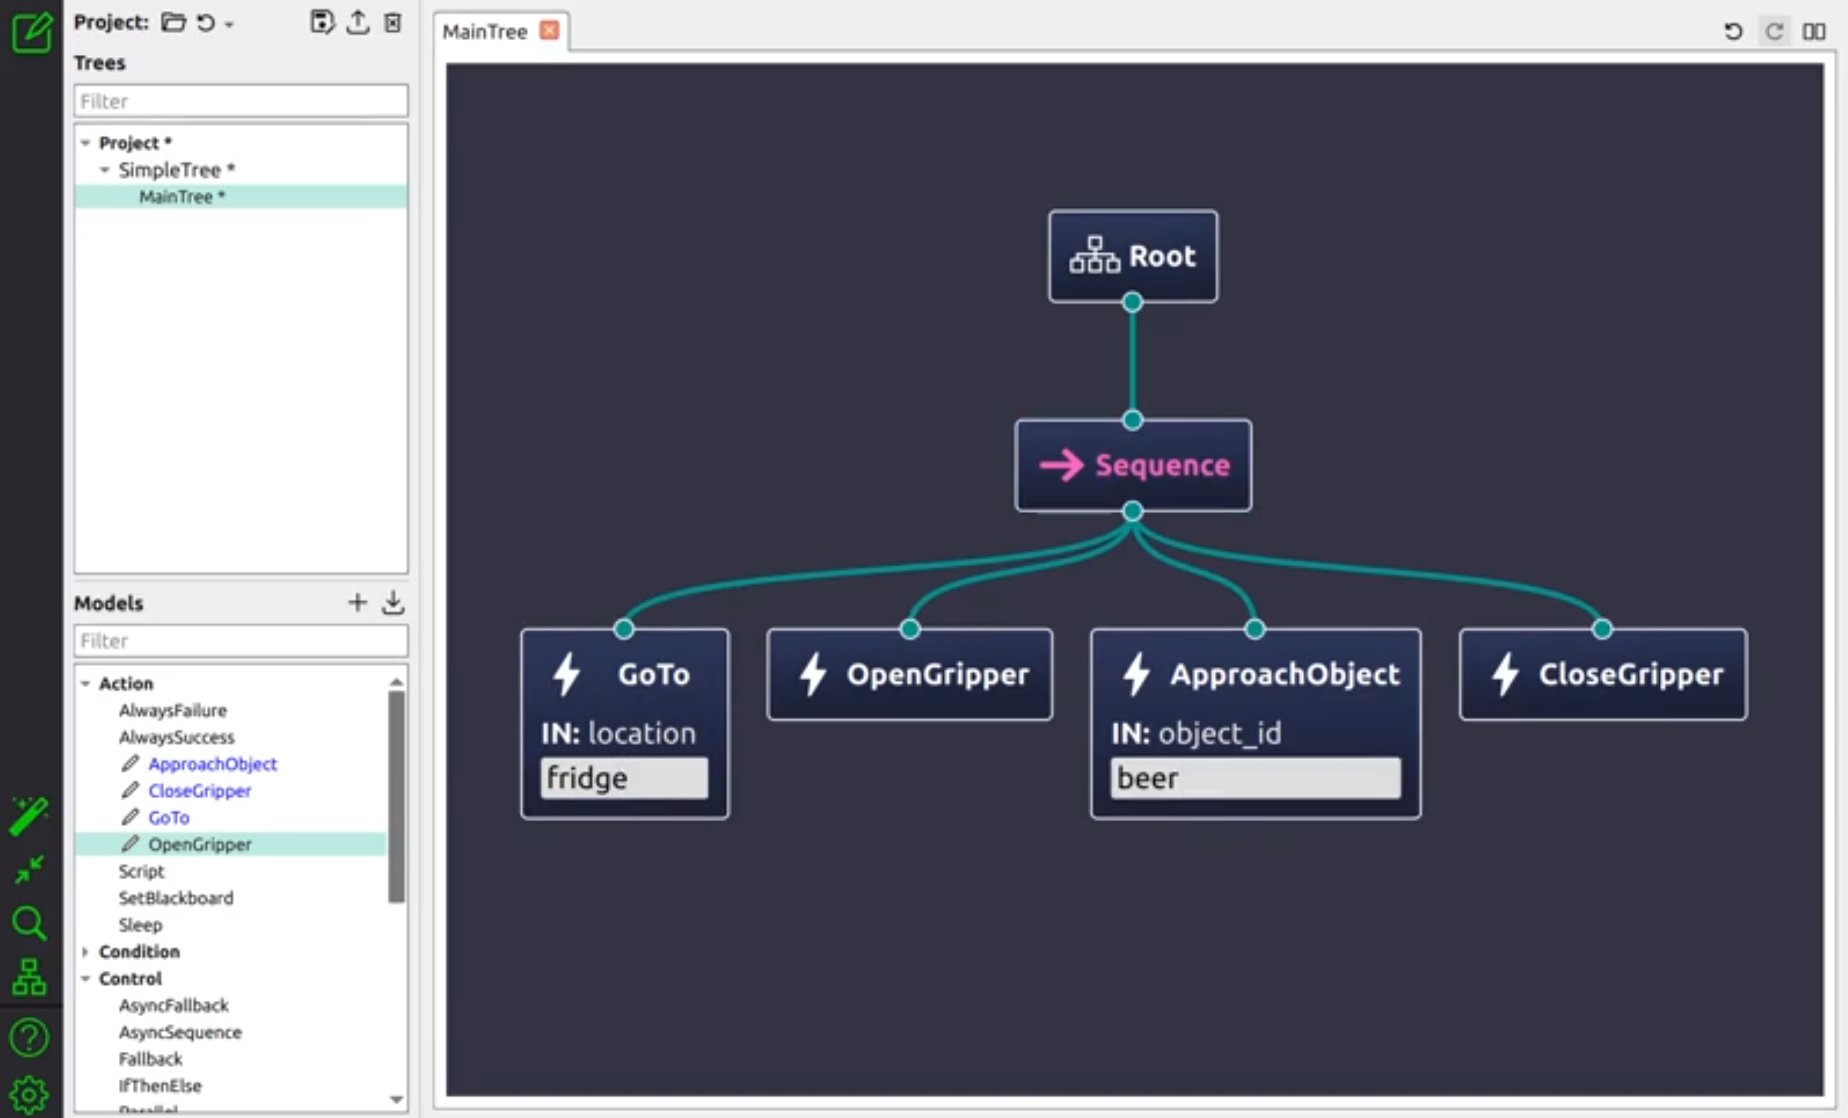 Project:
Trees
Filter
Project *
SimpleTree *
MainTree *
Models
Filter
Action
AlwaysFailure
AlwaysSuccess
ApproachObject
CloseGripper
GoTo
OpenGripper
Script
SetBlackboard
Sleep
Condition
Control
AsyncFallback
AsyncSequence
Fallback
IfThenElse
MainTree
Root
Sequence
GoTo
IN: location
fridge
OpenGripper
ApproachObject
IN: object_id
beer
CloseGripper